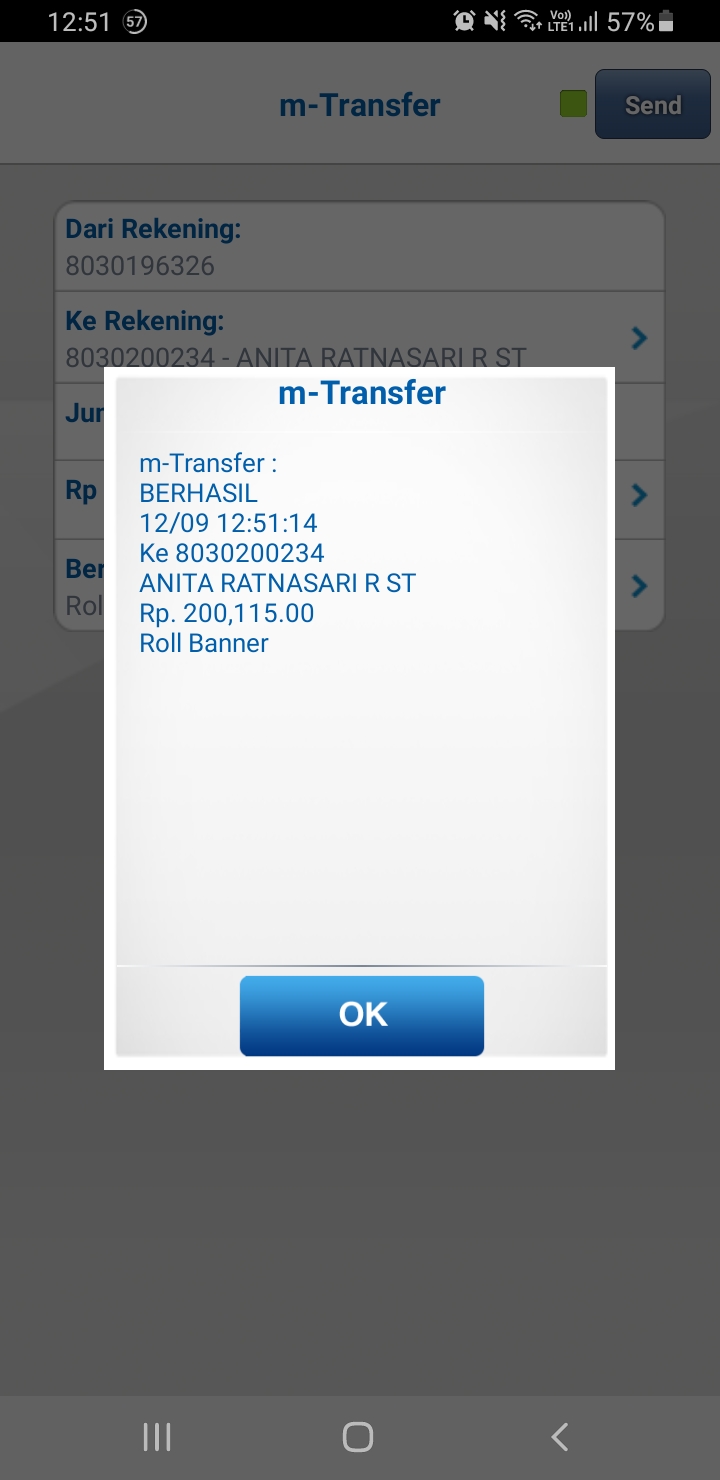 12:51 57 Vo)) LTE1 57%
m-Transfer Send
Dari Rekening:
8030196326
Ke Rekening:
8030200234 - ANITA RATNASARI R ST
m-Transfer
Jur
m-Transfer :
Rp
BERHASIL
12/09 12:51:14
Ke 8030200234
Ber
ANITA RATNASARI R ST
Rol
Rp. 200,115.00
Roll Banner
OK